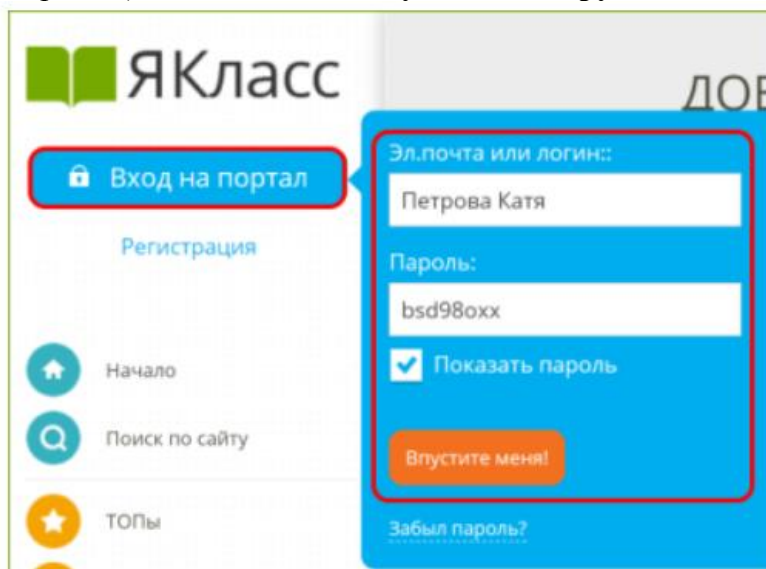 ЯКласс
ДОВ
Вход на портал
Регистрация
Эл.почта или логин::
Петрова Катя
Пароль:
bsd98oxx
Показать пароль
Впустите меня!
Забыл пароль?
Начало
Поиск по сайту
ТОПы